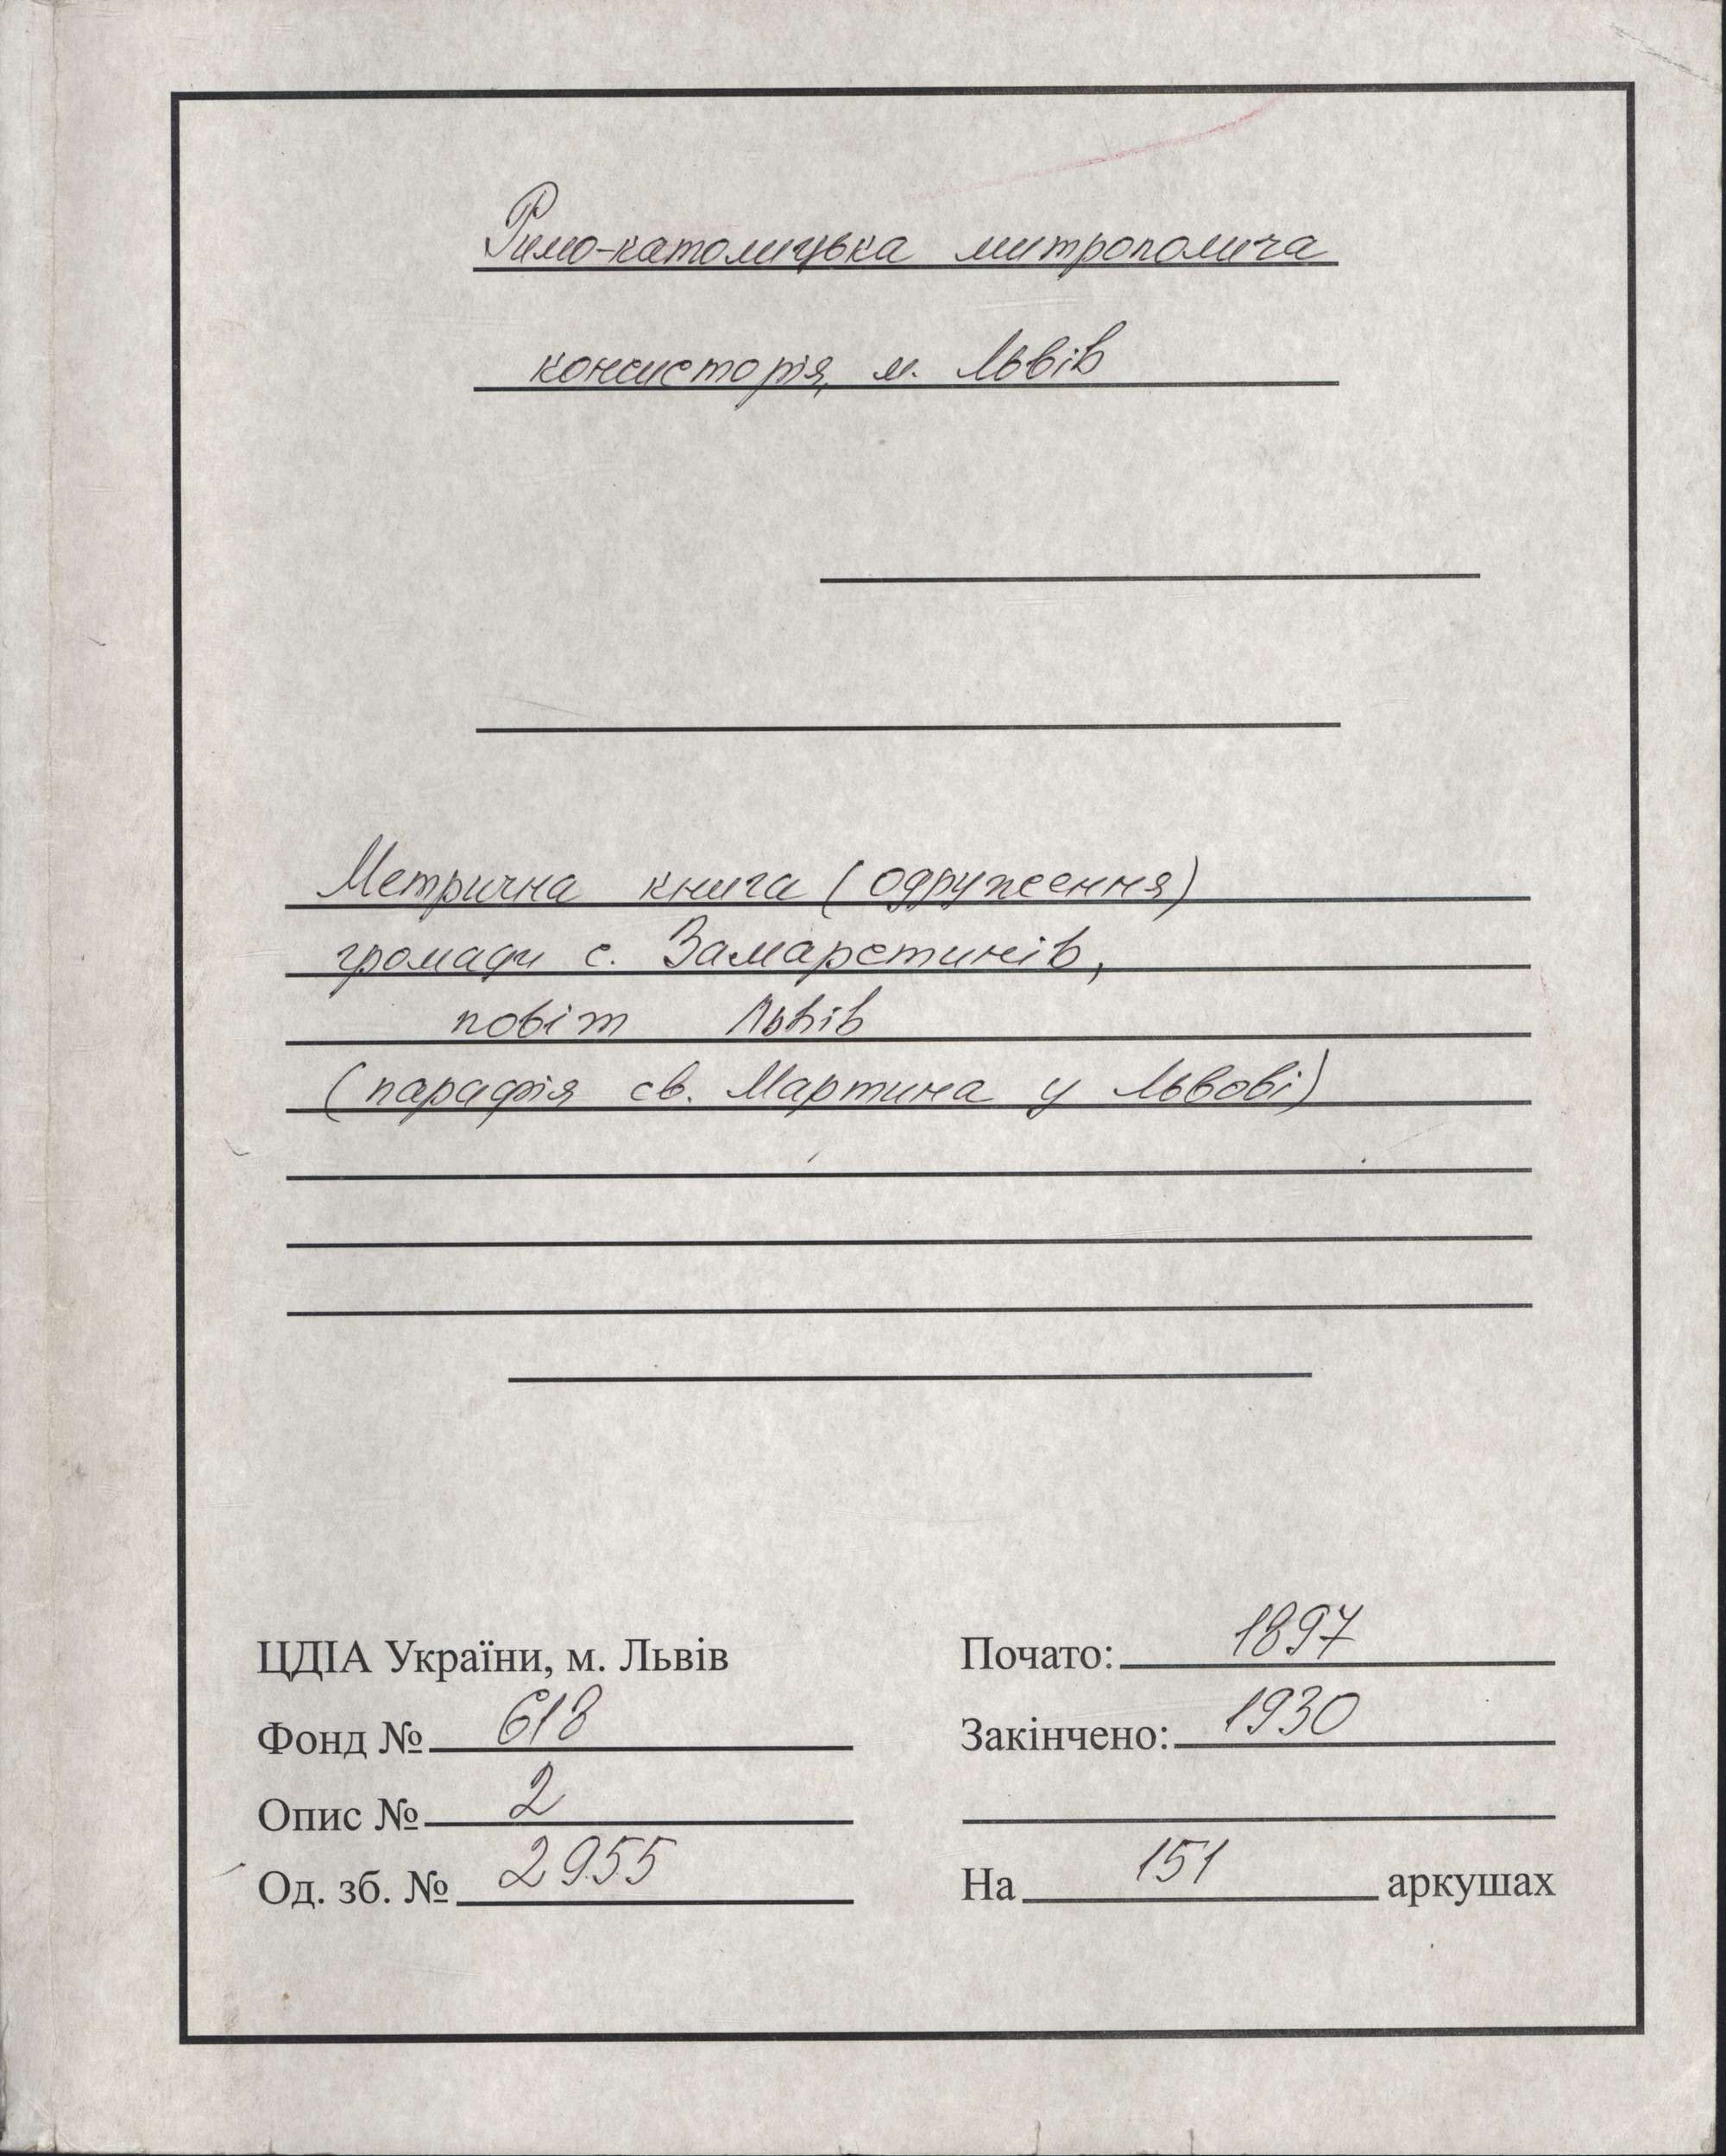 Римо-католицька митрополича
консисторія, м. Львів
Метрична книга (одруження)
громади с. Замарстинів,
повіт Львів
(парафія св. Мартина у Львові)
ЦДІА України, м. Львів
Фонд № 618
Опис № 2
Од. зб. № 2955
Почато: 1897
Закінчено: 1930
На 151 аркушах